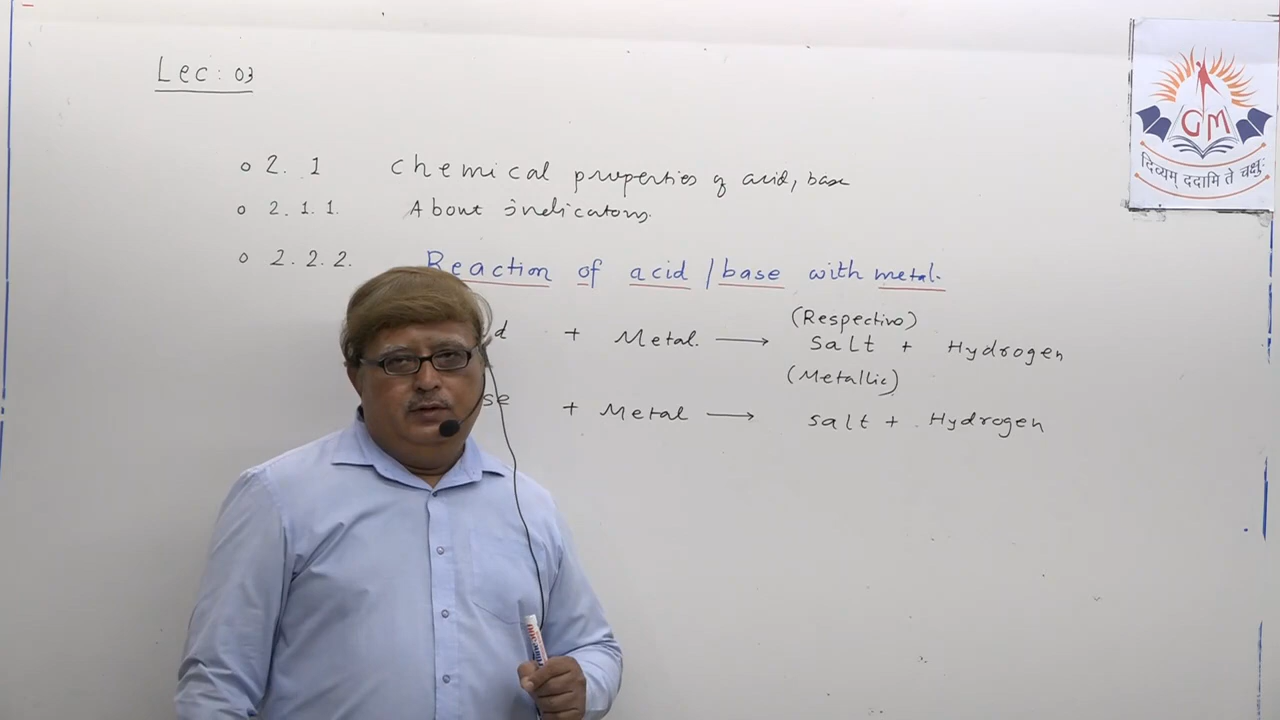 Lec: 03
GM
दिव्यम् ददामि ते चक्षुः
o 2. 1 Chemical properties of acid, base
o 2. 1. 1. About indicators.
o 2. 2. 2. Reaction of acid / base with metal.
(Respective)
d + Metal. ⟶ Salt + Hydrogen
(Metallic)
se + Metal ⟶ salt + Hydrogen